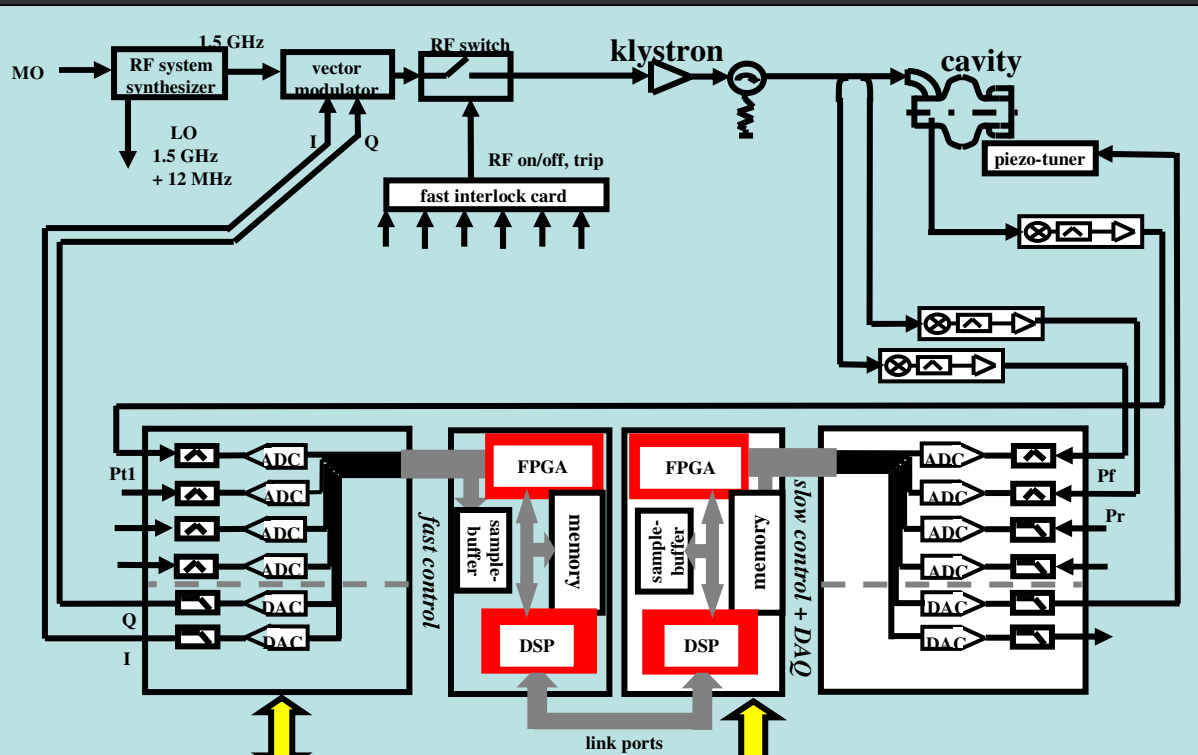 1.5 GHz
RF switch
klystron
cavity
MO
RF system
synthesizer
vector
modulator
LO
1.5 GHz
+ 12 MHz
I
Q
RF on/off, trip
piezo-tuner
fast interlock card
Pt1
ADC
ADC
ADC
ADC
Q
DAC
I
DAC
fast control
FPGA
sample-
buffer
memory
DSP
FPGA
sample-
buffer
memory
DSP
slow control + DAQ
ADC
Pf
ADC
Pr
ADC
ADC
DAC
DAC
link ports